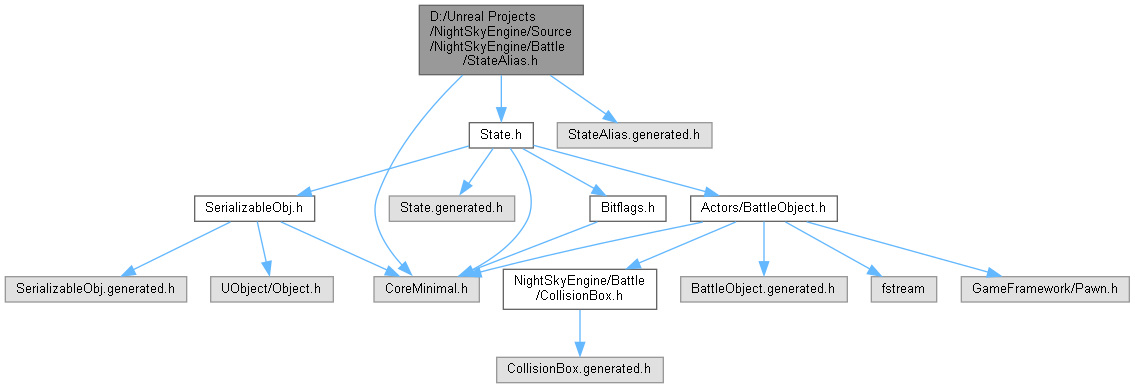 D:/Unreal Projects
/NightSkyEngine/Source
/NightSkyEngine/Battle
/StateAlias.h
State.h
StateAlias.generated.h
SerializableObj.h
State.generated.h
Bitflags.h
Actors/BattleObject.h
SerializableObj.generated.h
UObject/Object.h
CoreMinimal.h
NightSkyEngine/Battle
/CollisionBox.h
BattleObject.generated.h
fstream
GameFramework/Pawn.h
CollisionBox.generated.h